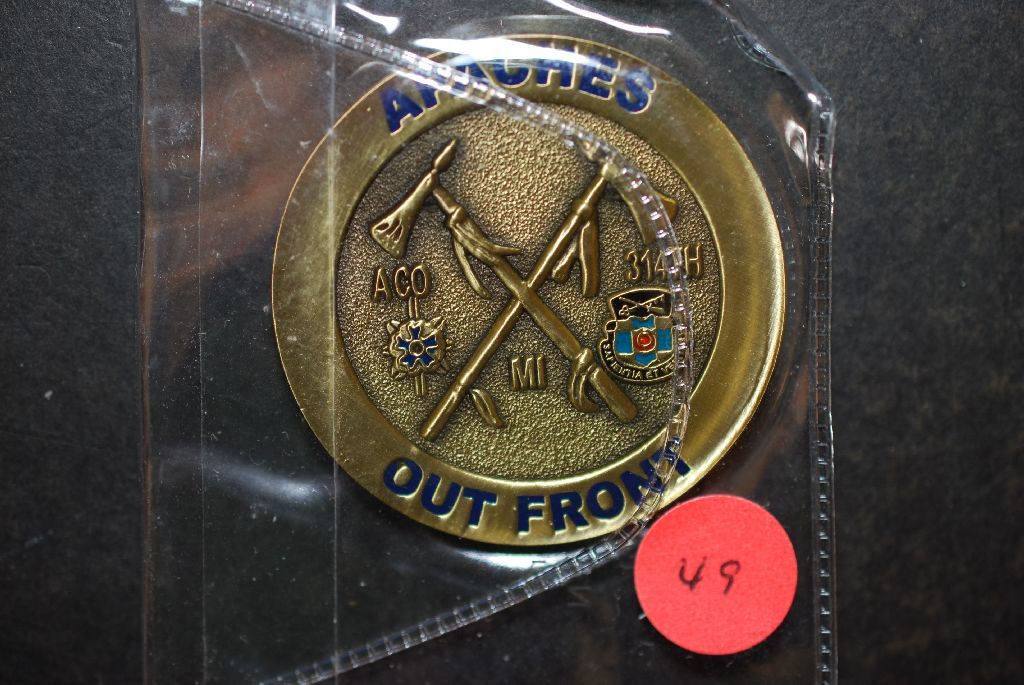 APACHES
A CO
314TH
MI
OUT FRONT
49